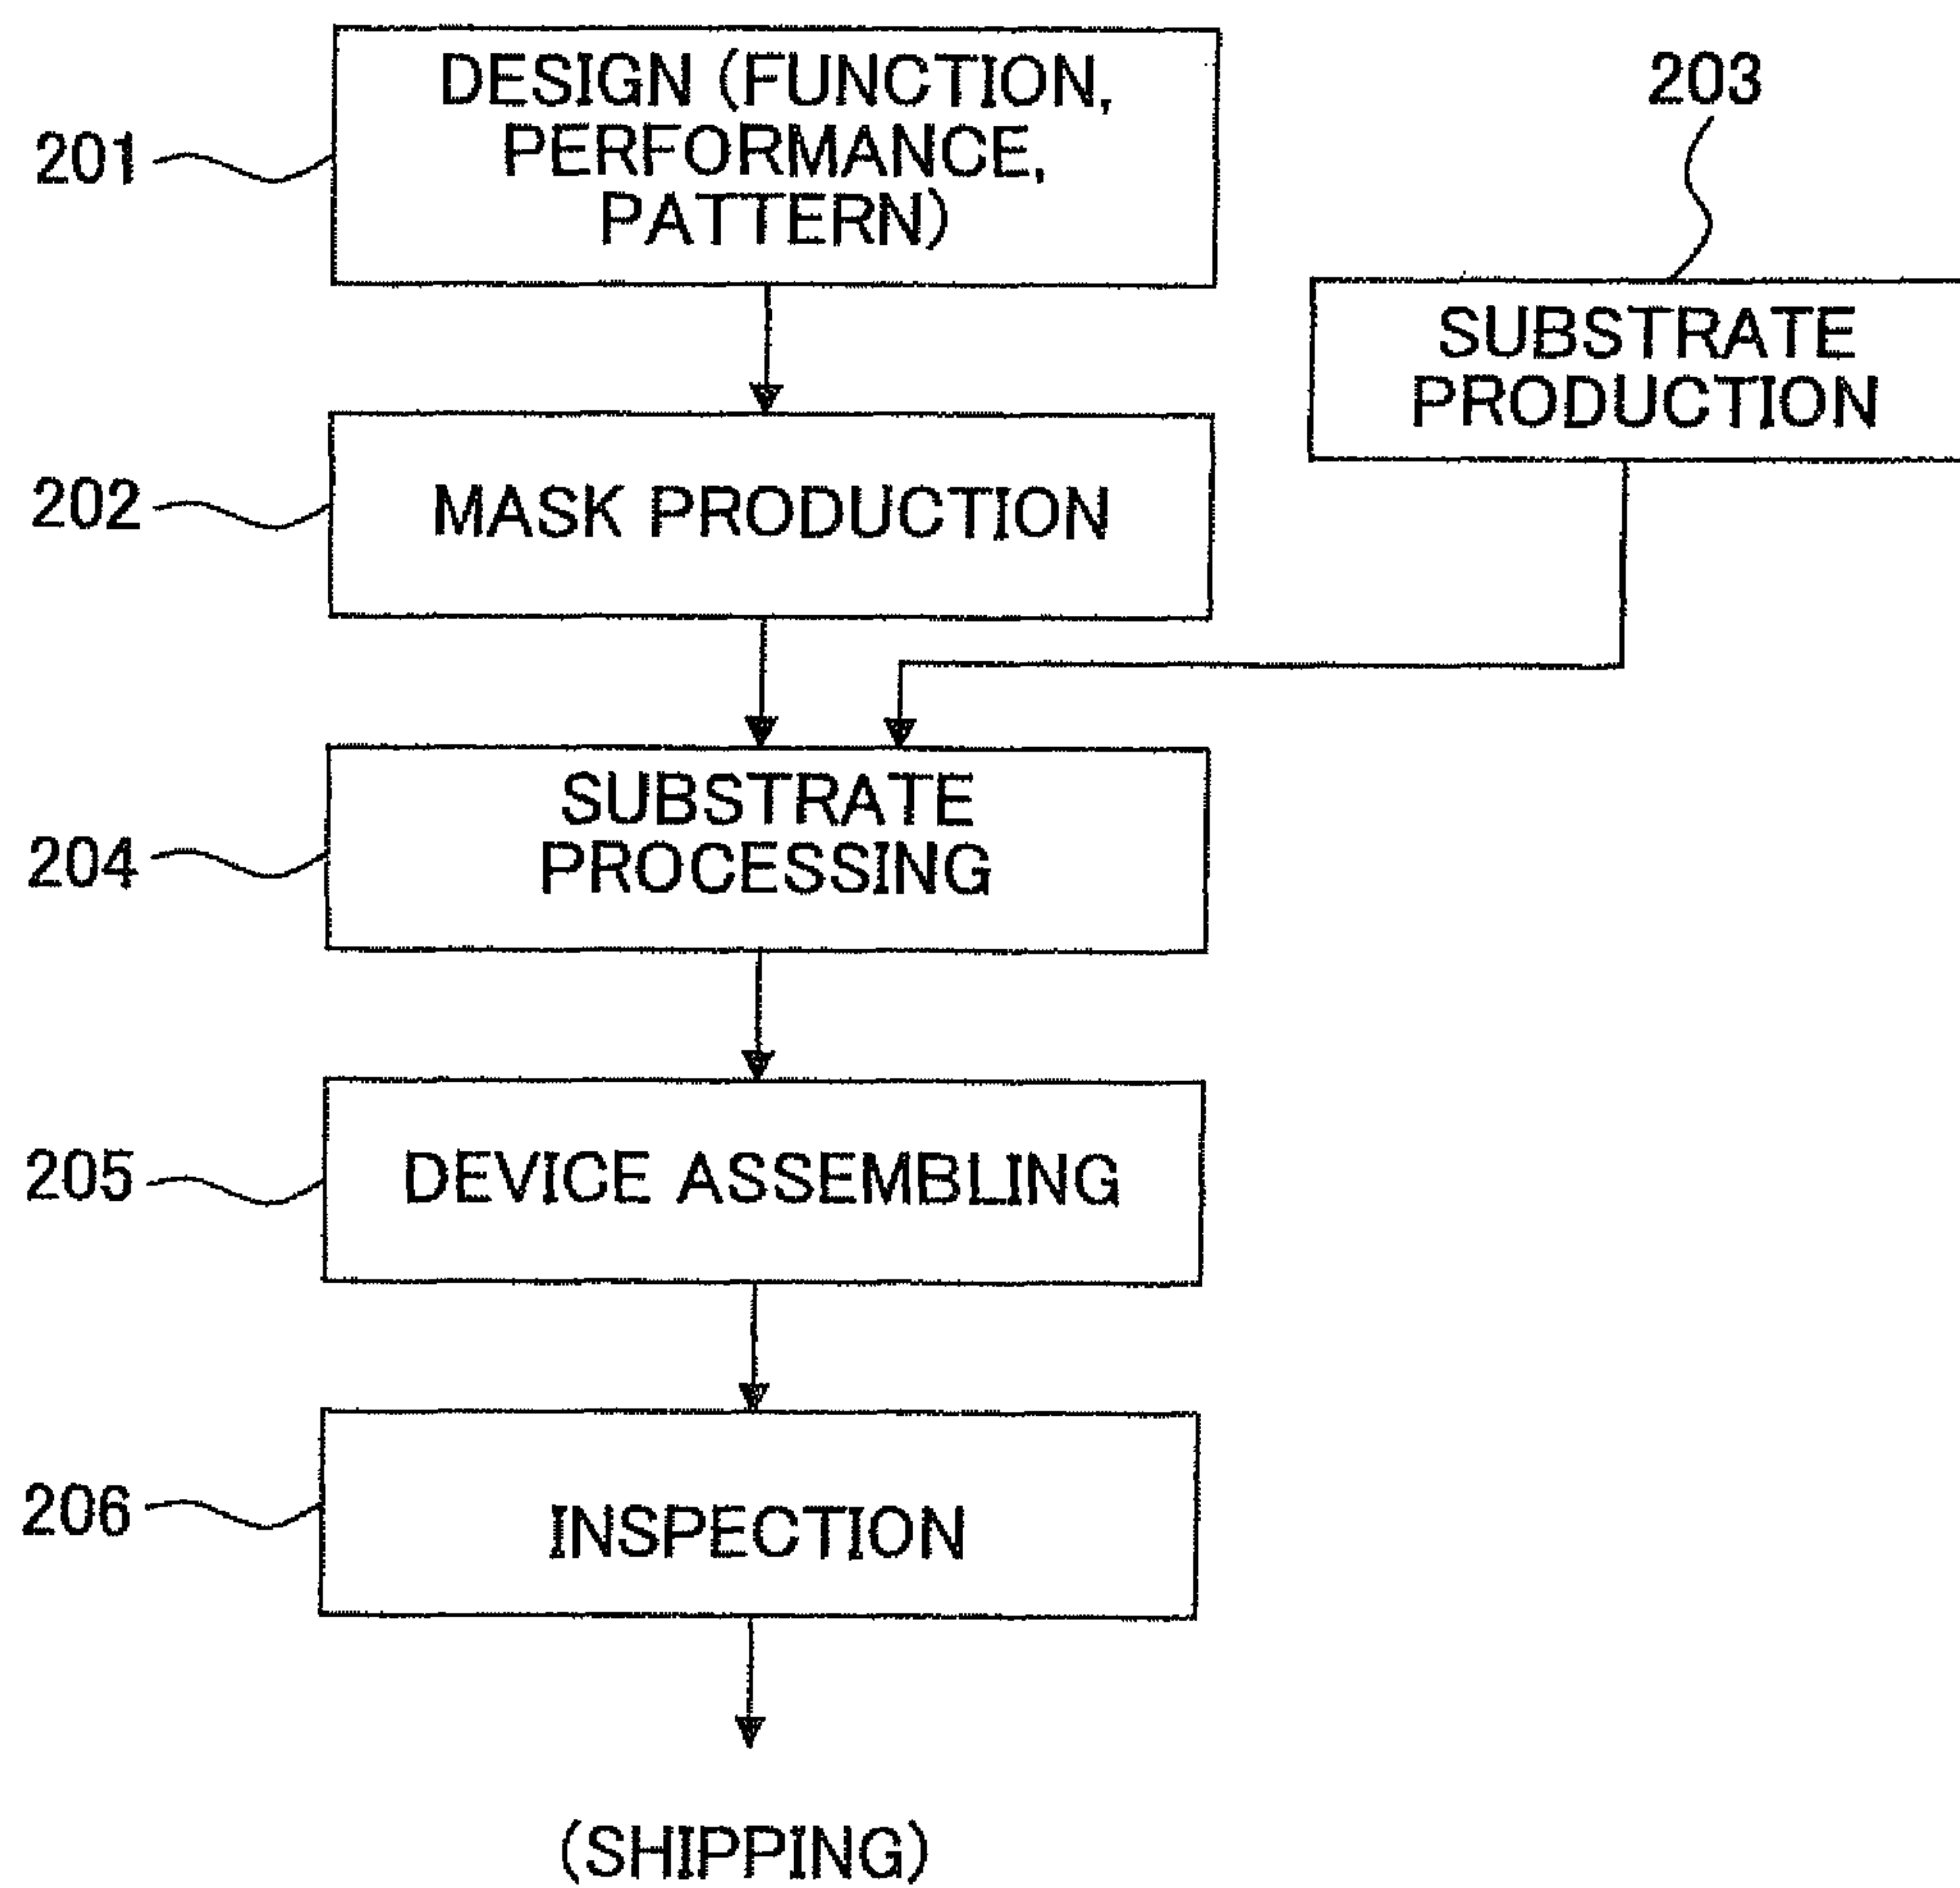 201
DESIGN (FUNCTION,
PERFORMANCE,
PATTERN)
203
SUBSTRATE
PRODUCTION
202
MASK PRODUCTION
204
SUBSTRATE
PROCESSING
205
DEVICE ASSEMBLING
206
INSPECTION
(SHIPPING)